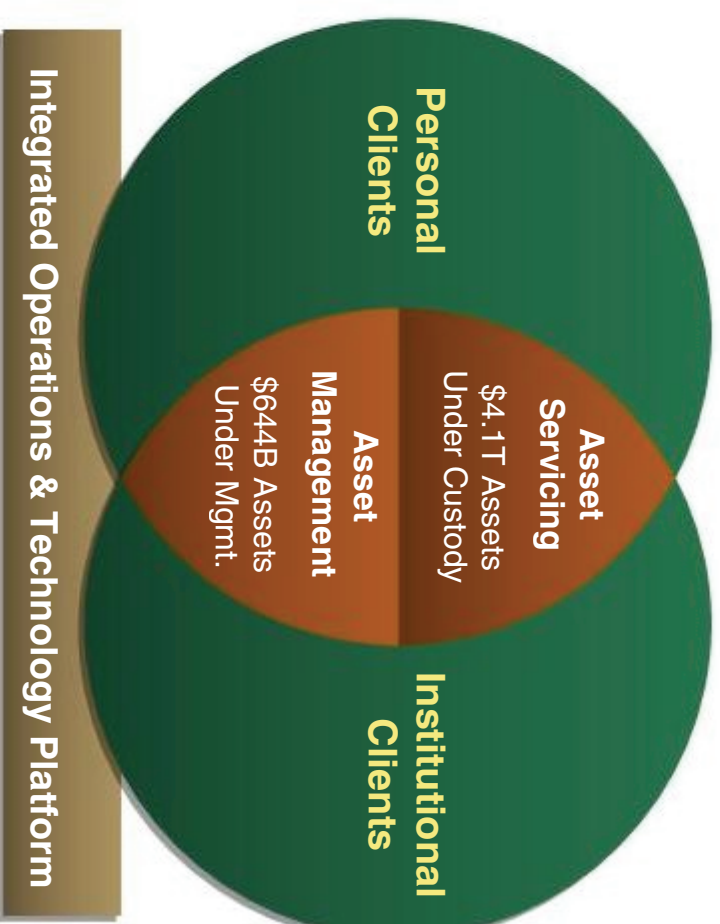 Personal
Clients
Asset
Servicing
$4.1T Assets
Under Custody
Asset
Management
$644B Assets
Under Mgmt.
Institutional
Clients
Integrated Operations & Technology Platform